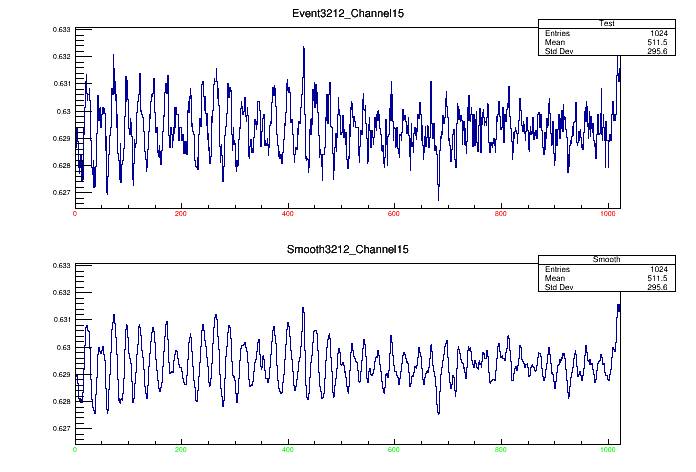 Event3212_Channel15
Test
Entries 1024
Mean 511.5
Std Dev 295.6
0.633
0.632
0.631
0.63
0.629
0.628
0.627
0 200 400 600 800 1000
Smooth3212_Channel15
Smooth
Entries 1024
Mean 511.5
Std Dev 295.6
0.633
0.632
0.631
0.63
0.629
0.628
0.627
0 200 400 600 800 1000